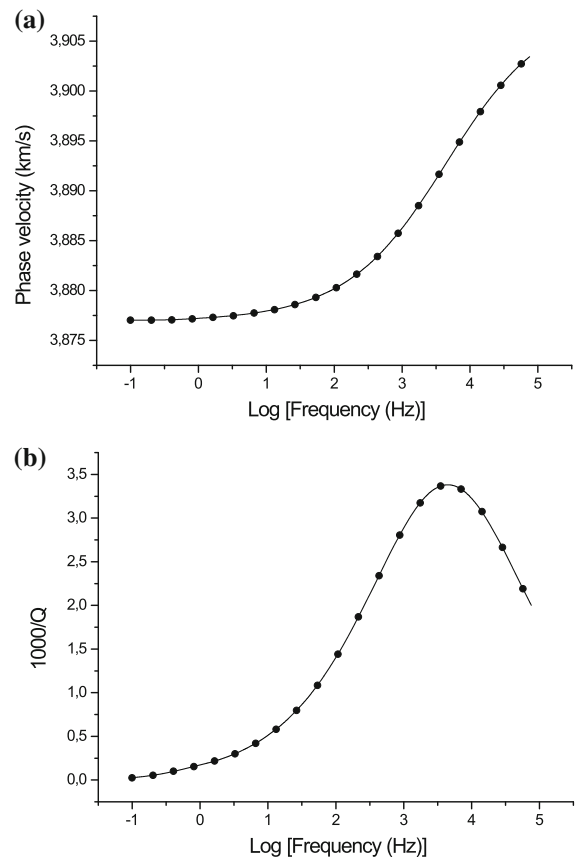 (a)
3,905
3,900
3,895
3,890
3,885
3,880
3,875
Phase velocity (km/s)
-1 0 1 2 3 4 5
Log [Frequency (Hz)]
(b)
3,5
3,0
2,5
2,0
1,5
1,0
0,5
0,0
1000/Q
-1 0 1 2 3 4 5
Log [Frequency (Hz)]